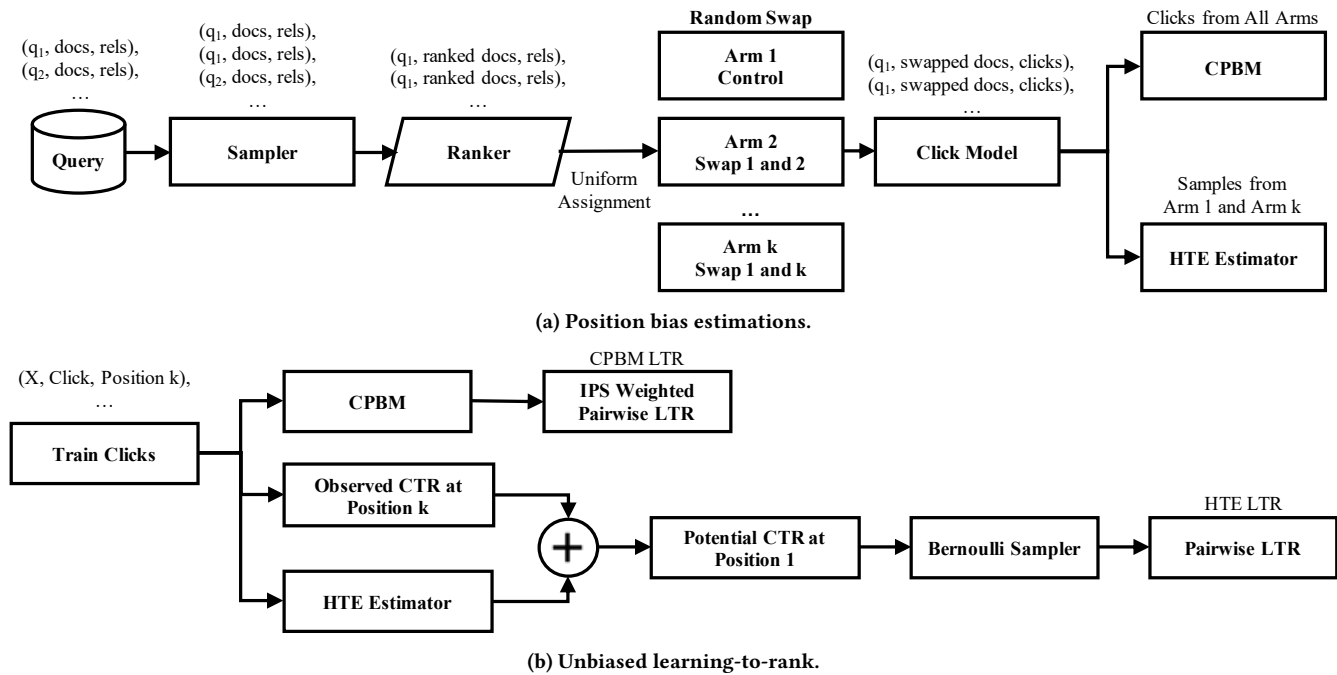 (q₁, docs, rels),
(q₂, docs, rels),
…
Query
(q₁, docs, rels),
(q₁, docs, rels),
(q₂, docs, rels),
…
Sampler
(q₁, ranked docs, rels),
(q₁, ranked docs, rels),
…
Ranker
Uniform
Assignment
Random Swap
Arm 1
Control
Arm 2
Swap 1 and 2
…
Arm k
Swap 1 and k
(q₁, swapped docs, clicks),
(q₁, swapped docs, clicks),
…
Click Model
Clicks from All Arms
CPBM
Samples from
Arm 1 and Arm k
HTE Estimator
(a) Position bias estimations.
(X, Click, Position k),
…
Train Clicks
CPBM
CPBM LTR
IPS Weighted
Pairwise LTR
Observed CTR at
Position k
HTE Estimator
+
Potential CTR at
Position 1
Bernoulli Sampler
HTE LTR
Pairwise LTR
(b) Unbiased learning-to-rank.